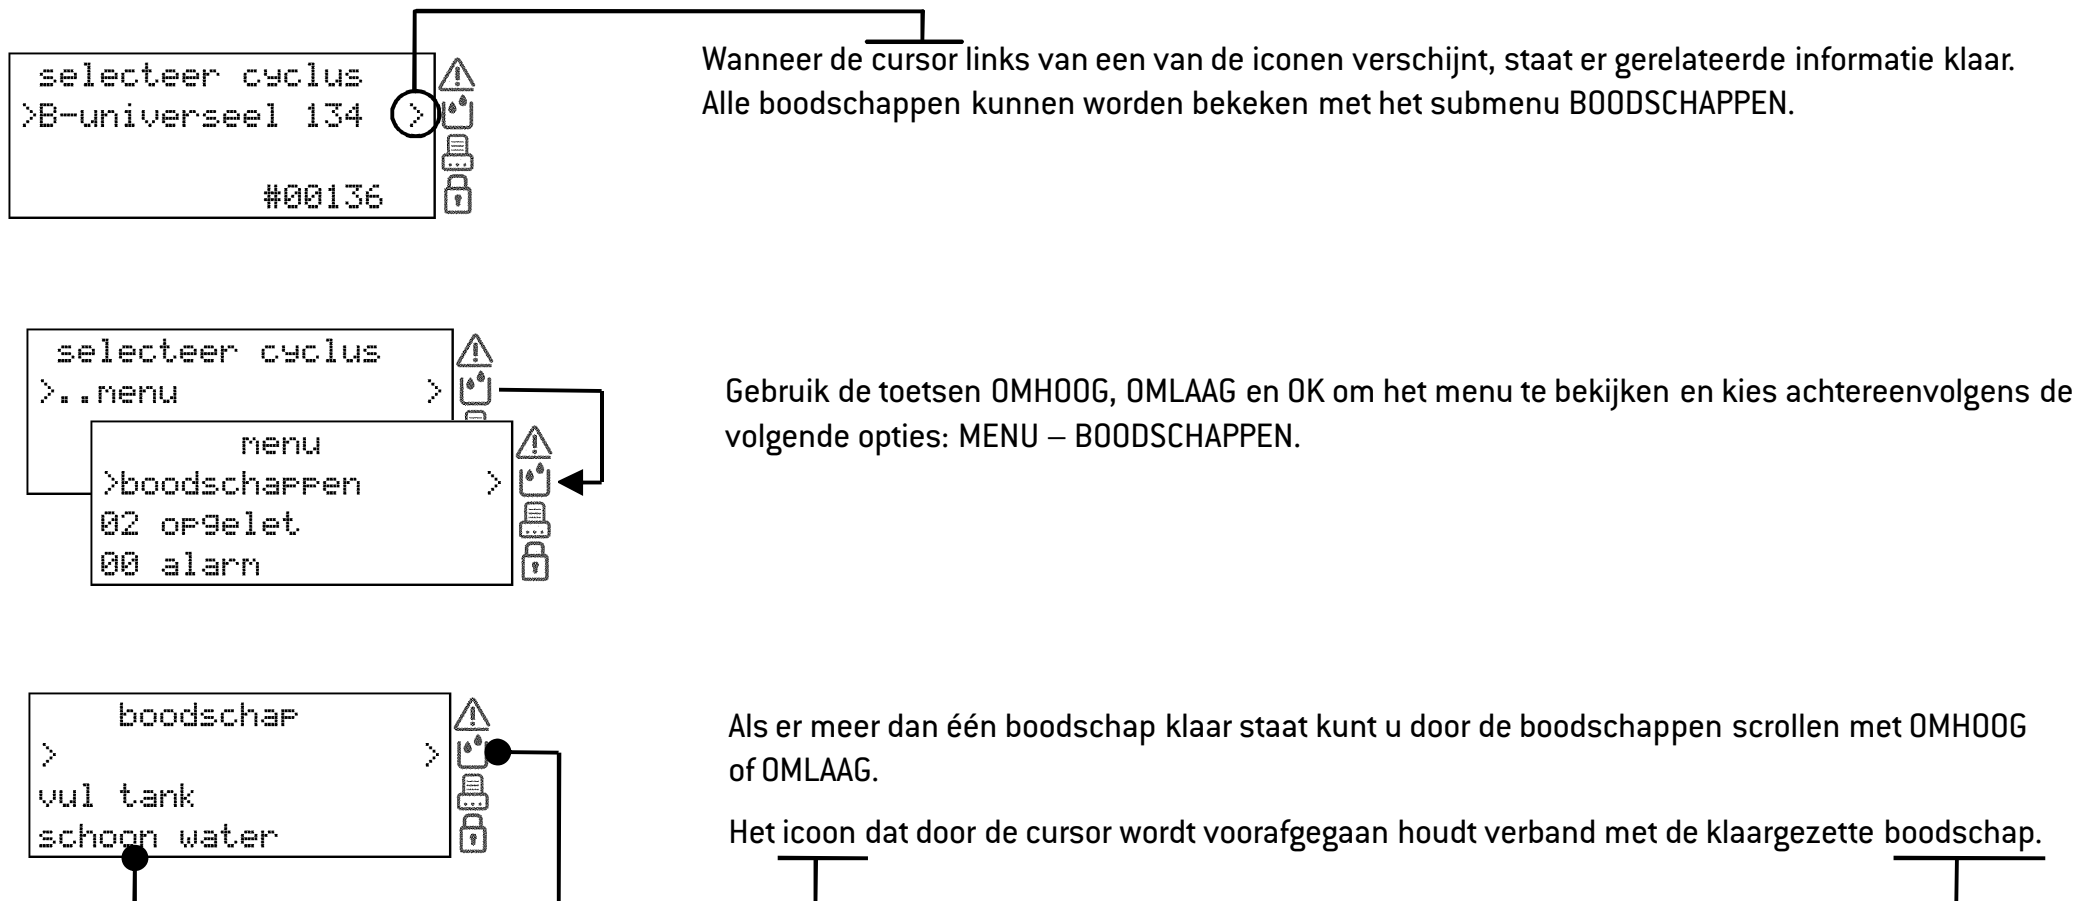 selecteer cyclus
>B-universeel 134 >
#00136
Wanneer de cursor links van een van de iconen verschijnt, staat er gerelateerde informatie klaar.
Alle boodschappen kunnen worden bekeken met het submenu BOODSCHAPPEN.
selecteer cyclus
>..menu >
menu
>boodschappen >
02 opgelet
00 alarm
Gebruik de toetsen OMHOOG, OMLAAG en OK om het menu te bekijken en kies achtereenvolgens de
volgende opties: MENU – BOODSCHAPPEN.
boodschap
> >
vul tank
schoon water
Als er meer dan één boodschap klaar staat kunt u door de boodschappen scrollen met OMHOOG
of OMLAAG.
Het icoon dat door de cursor wordt voorafgegaan houdt verband met de klaargezette boodschap.